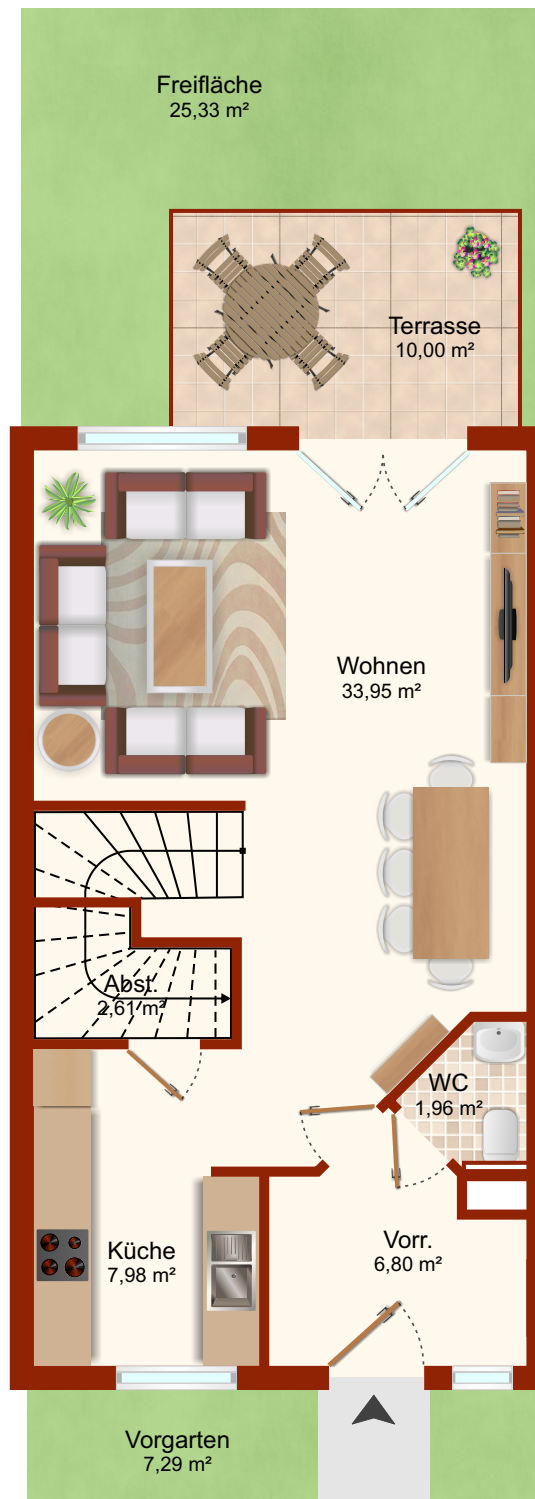 Freifläche
25,33 m²
Terrasse
10,00 m²
Wohnen
33,95 m²
Abst.
2,61 m²
WC
1,96 m²
Küche
7,98 m²
Vorr.
6,80 m²
Vorgarten
7,29 m²